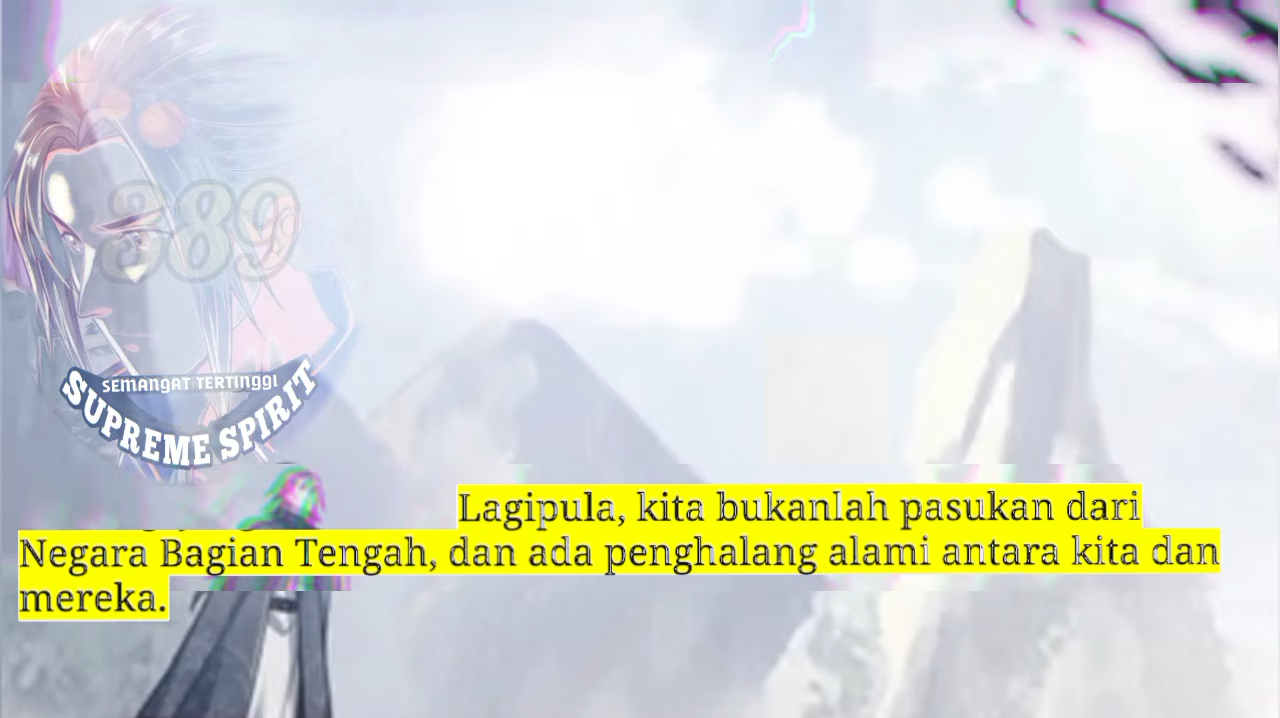 389
SEMANGAT TERTINGGI
SUPREME SPIRIT
Lagipula, kita bukanlah pasukan dari
Negara Bagian Tengah, dan ada penghalang alami antara kita dan
mereka.